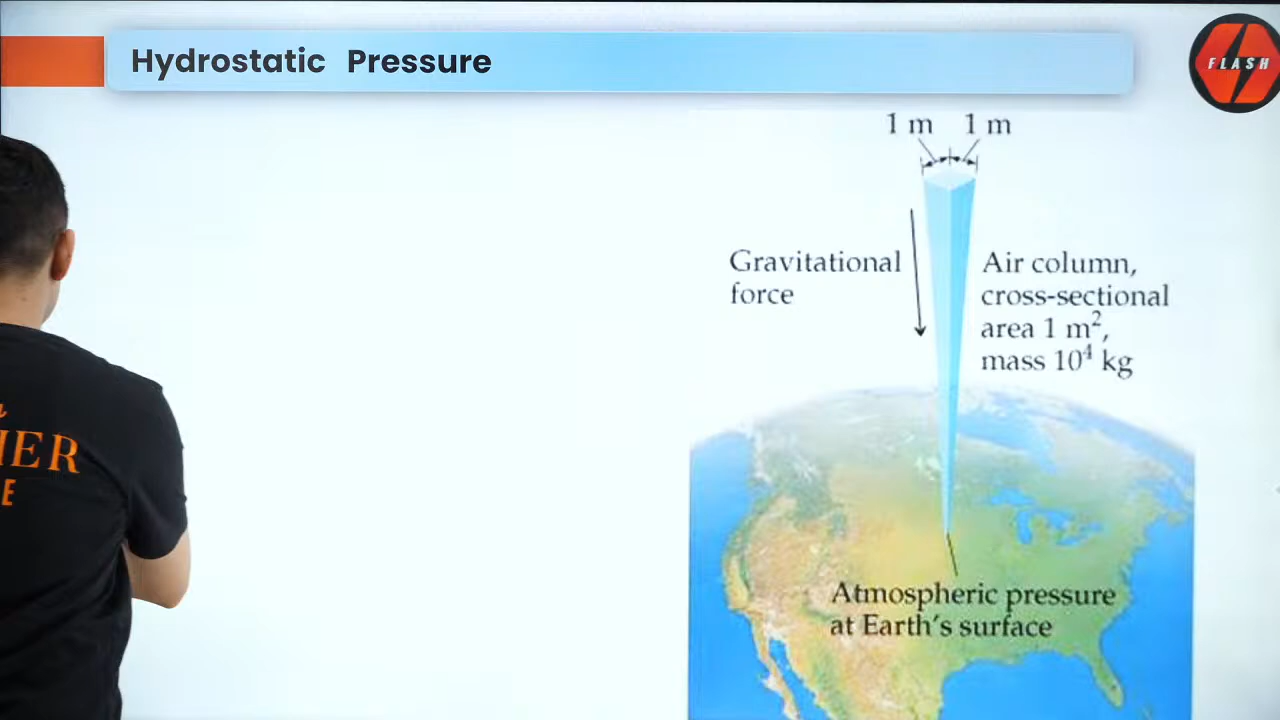 Hydrostatic Pressure
FLASH
1 m 1 m
Gravitational
force
Air column,
cross-sectional
area 1 m²,
mass 10⁴ kg
Atmospheric pressure
at Earth's surface